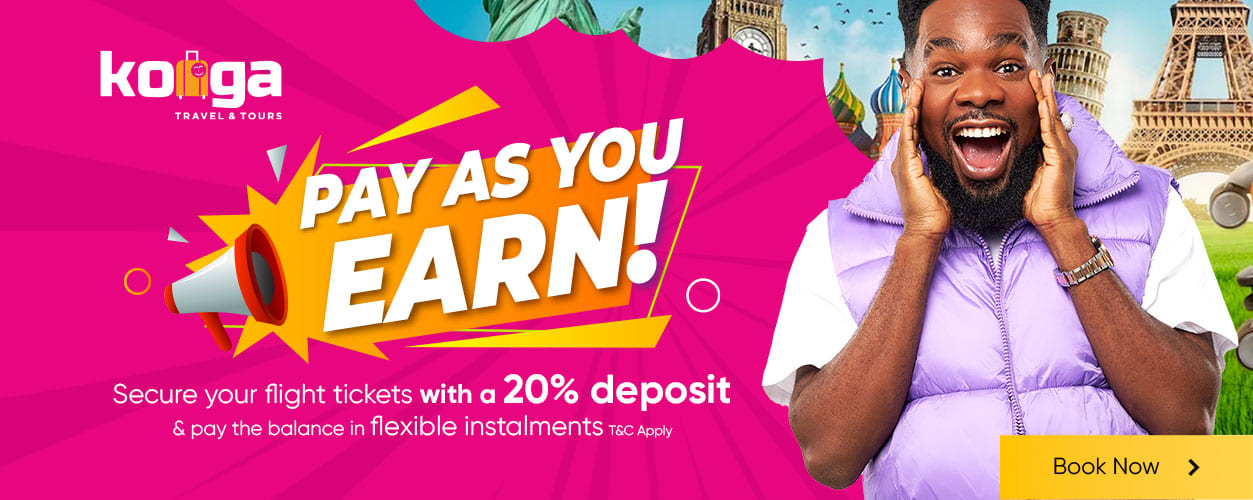 konga
TRAVEL & TOURS
PAY AS YOU
EARN!
Secure your flight tickets with a 20% deposit
& pay the balance in flexible instalments T&C Apply
Book Now